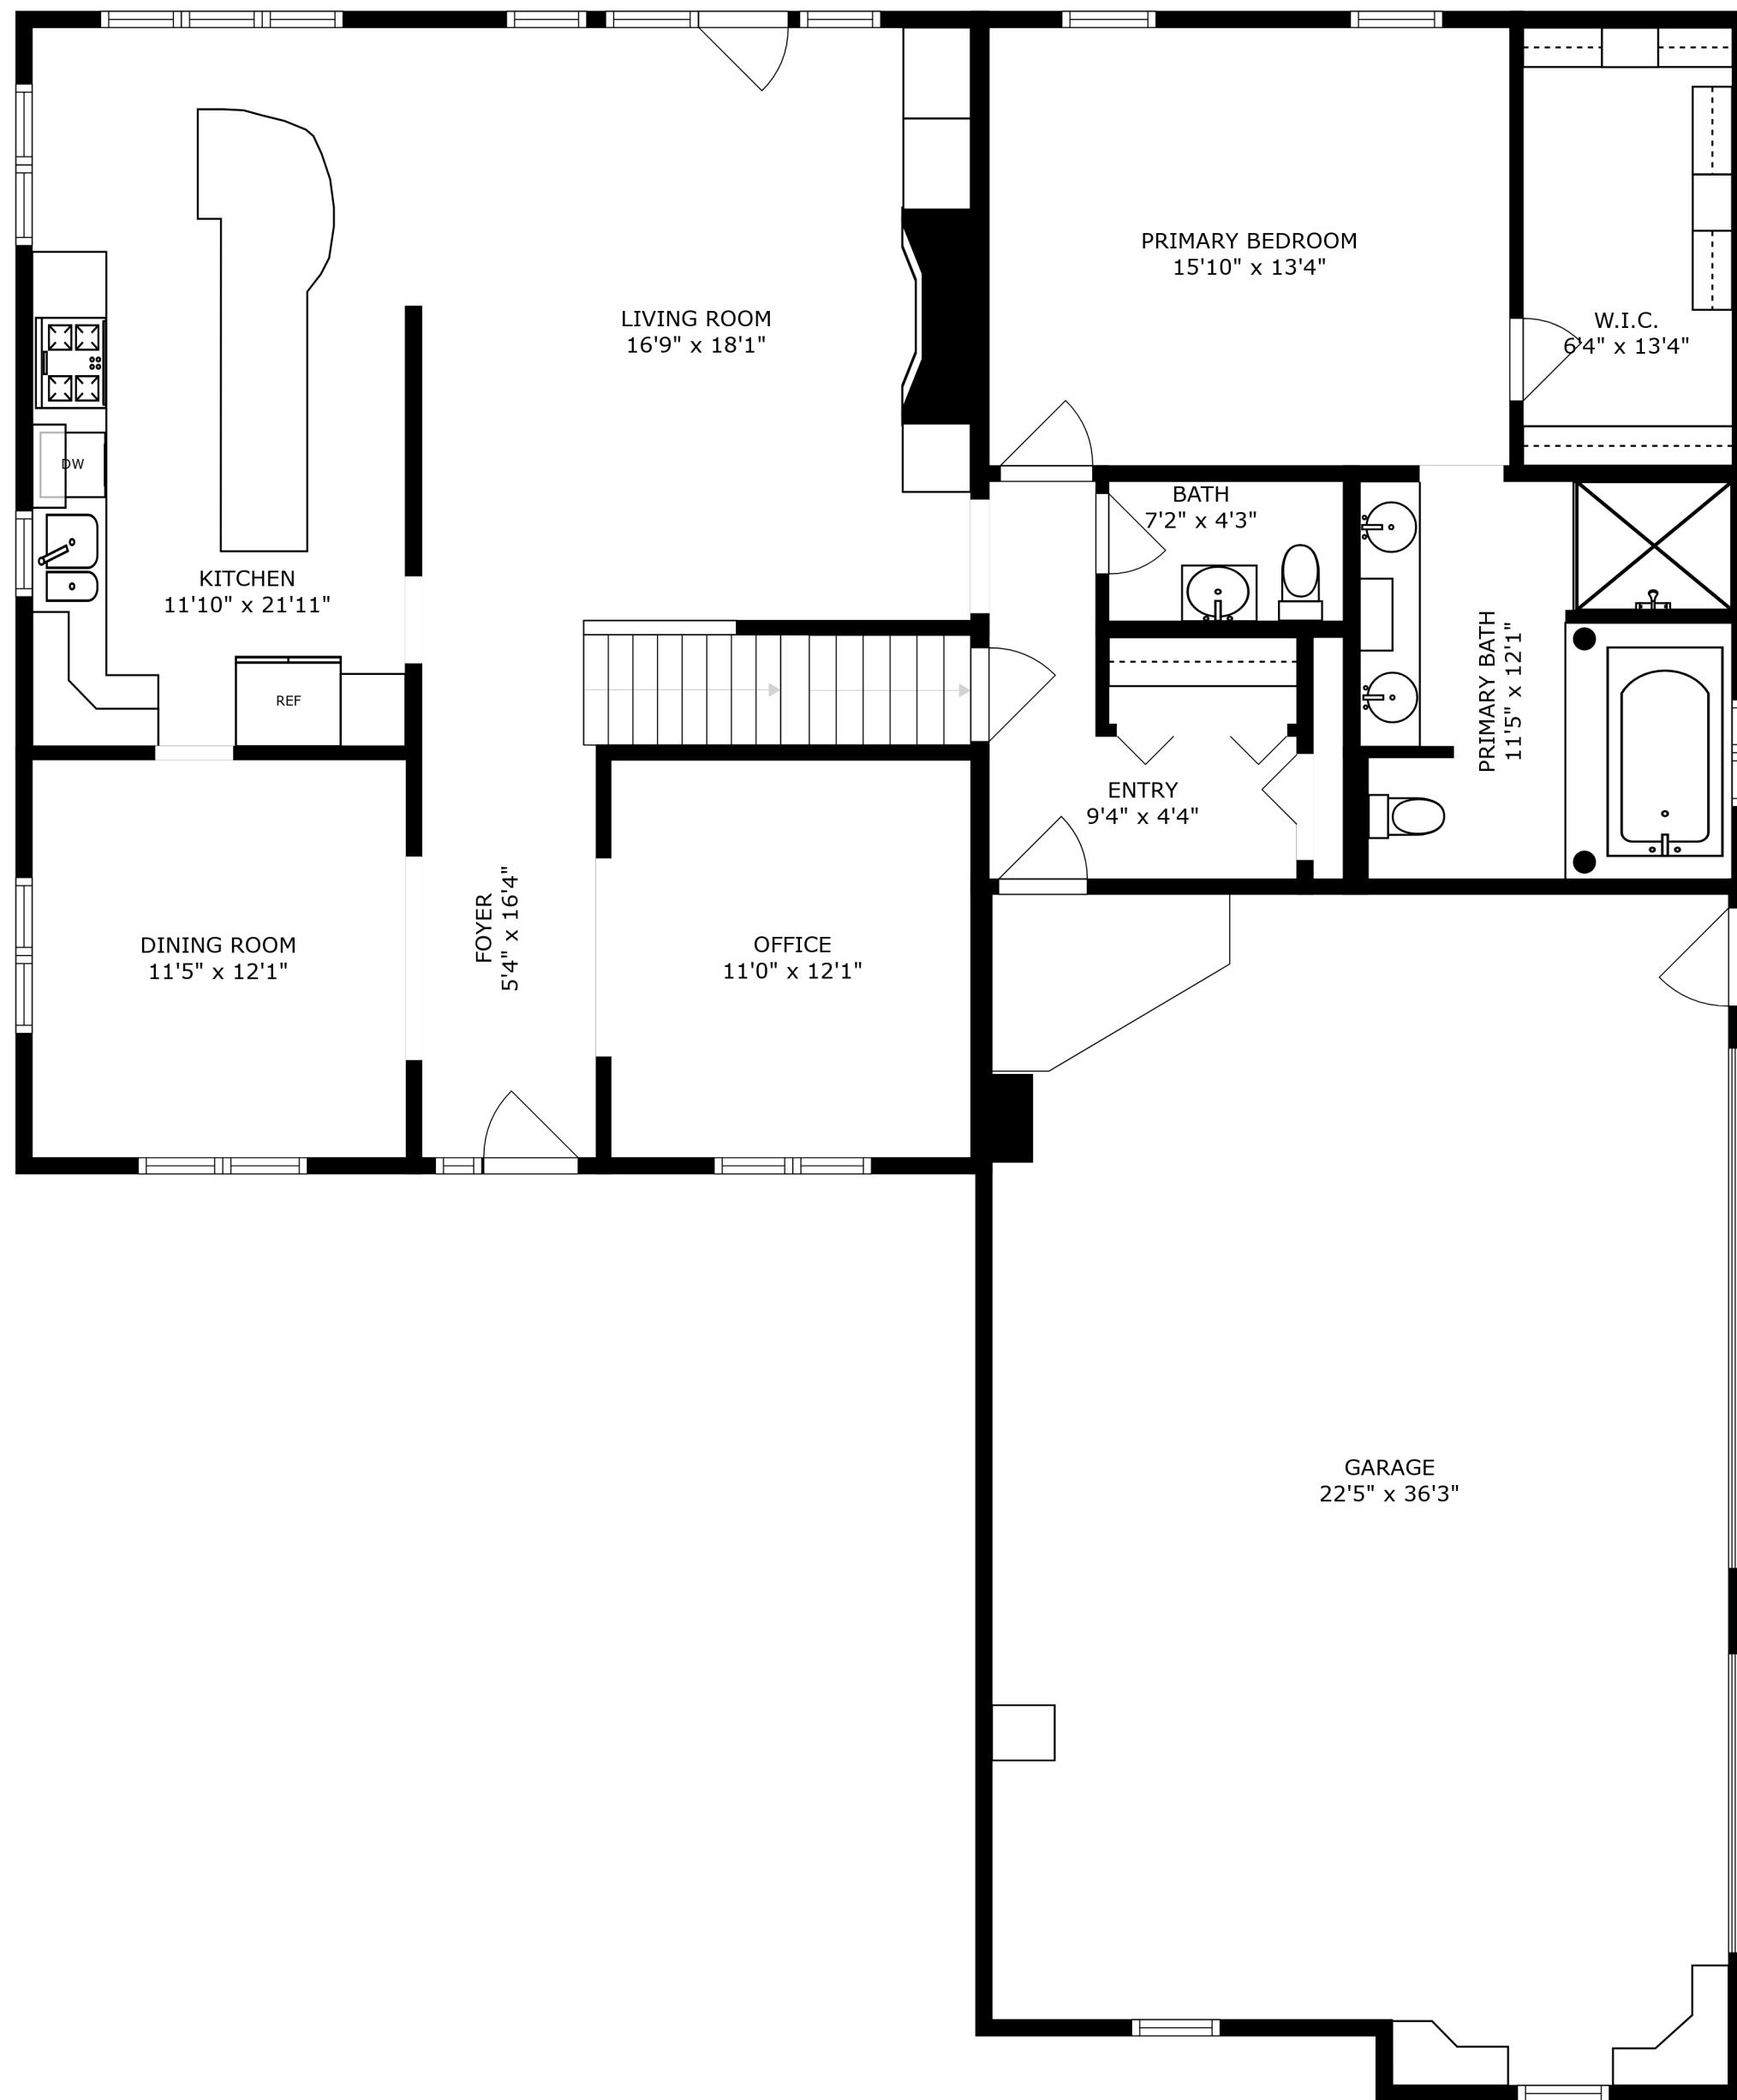 PRIMARY BEDROOM
15'10" x 13'4"
LIVING ROOM
16'9" x 18'1"
W.I.C.
6'4" x 13'4"
DW
BATH
7'2" x 4'3"
KITCHEN
11'10" x 21'11"
REF
PRIMARY BATH
11'5" x 12'1"
ENTRY
9'4" x 4'4"
DINING ROOM
11'5" x 12'1"
FOYER
5'4" x 16'4"
OFFICE
11'0" x 12'1"
GARAGE
22'5" x 36'3"